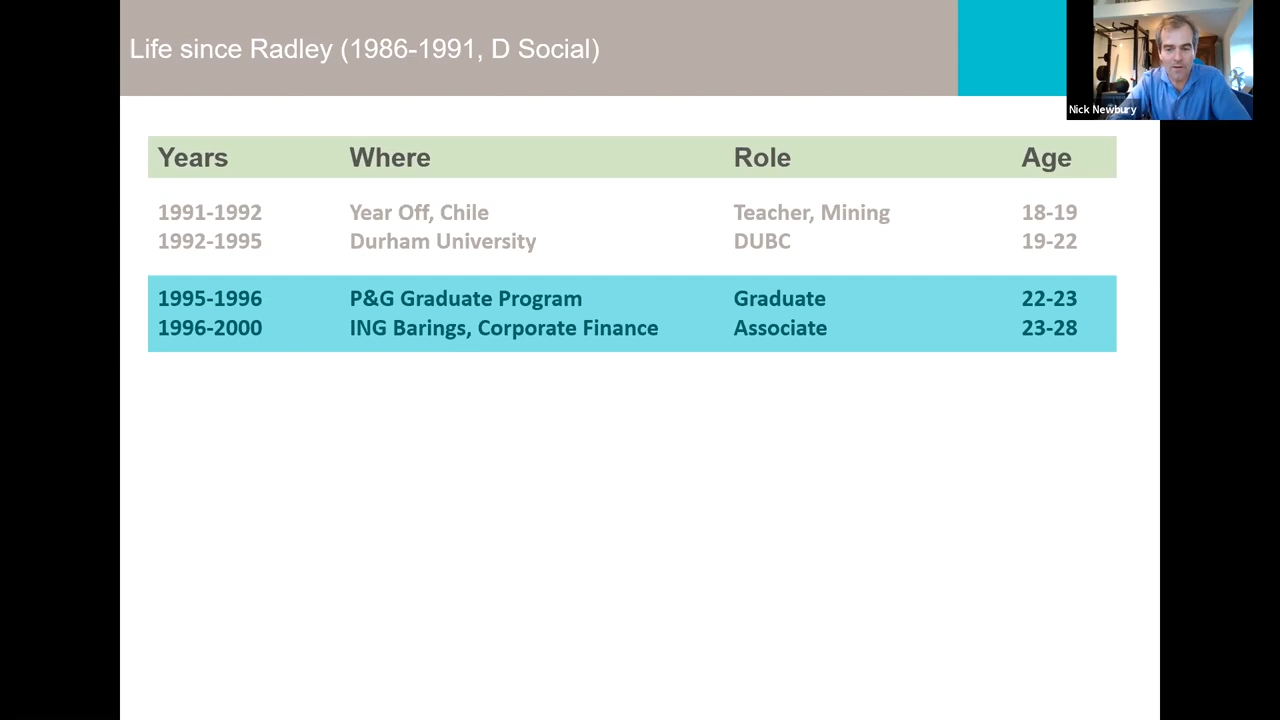 Life since Radley (1986-1991, D Social)
Nick Newbury
Years Where Role Age
1991-1992 Year Off, Chile Teacher, Mining 18-19
1992-1995 Durham University DUBC 19-22
1995-1996 P&G Graduate Program Graduate 22-23
1996-2000 ING Barings, Corporate Finance Associate 23-28